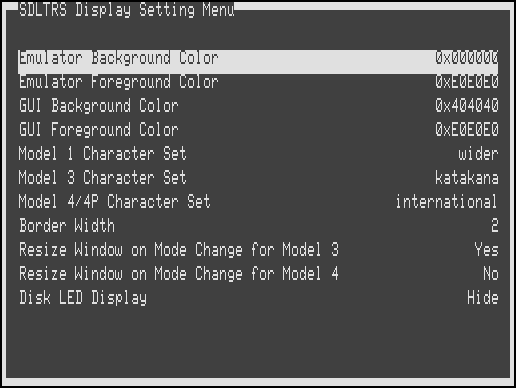 SDLTRS Display Setting Menu
Emulator Background Color 0x000000
Emulator Foreground Color 0xE0E0E0
GUI Background Color 0x404040
GUI Foreground Color 0xE0E0E0
Model 1 Character Set wider
Model 3 Character Set katakana
Model 4/4P Character Set international
Border Width 2
Resize Window on Mode Change for Model 3 Yes
Resize Window on Mode Change for Model 4 No
Disk LED Display Hide